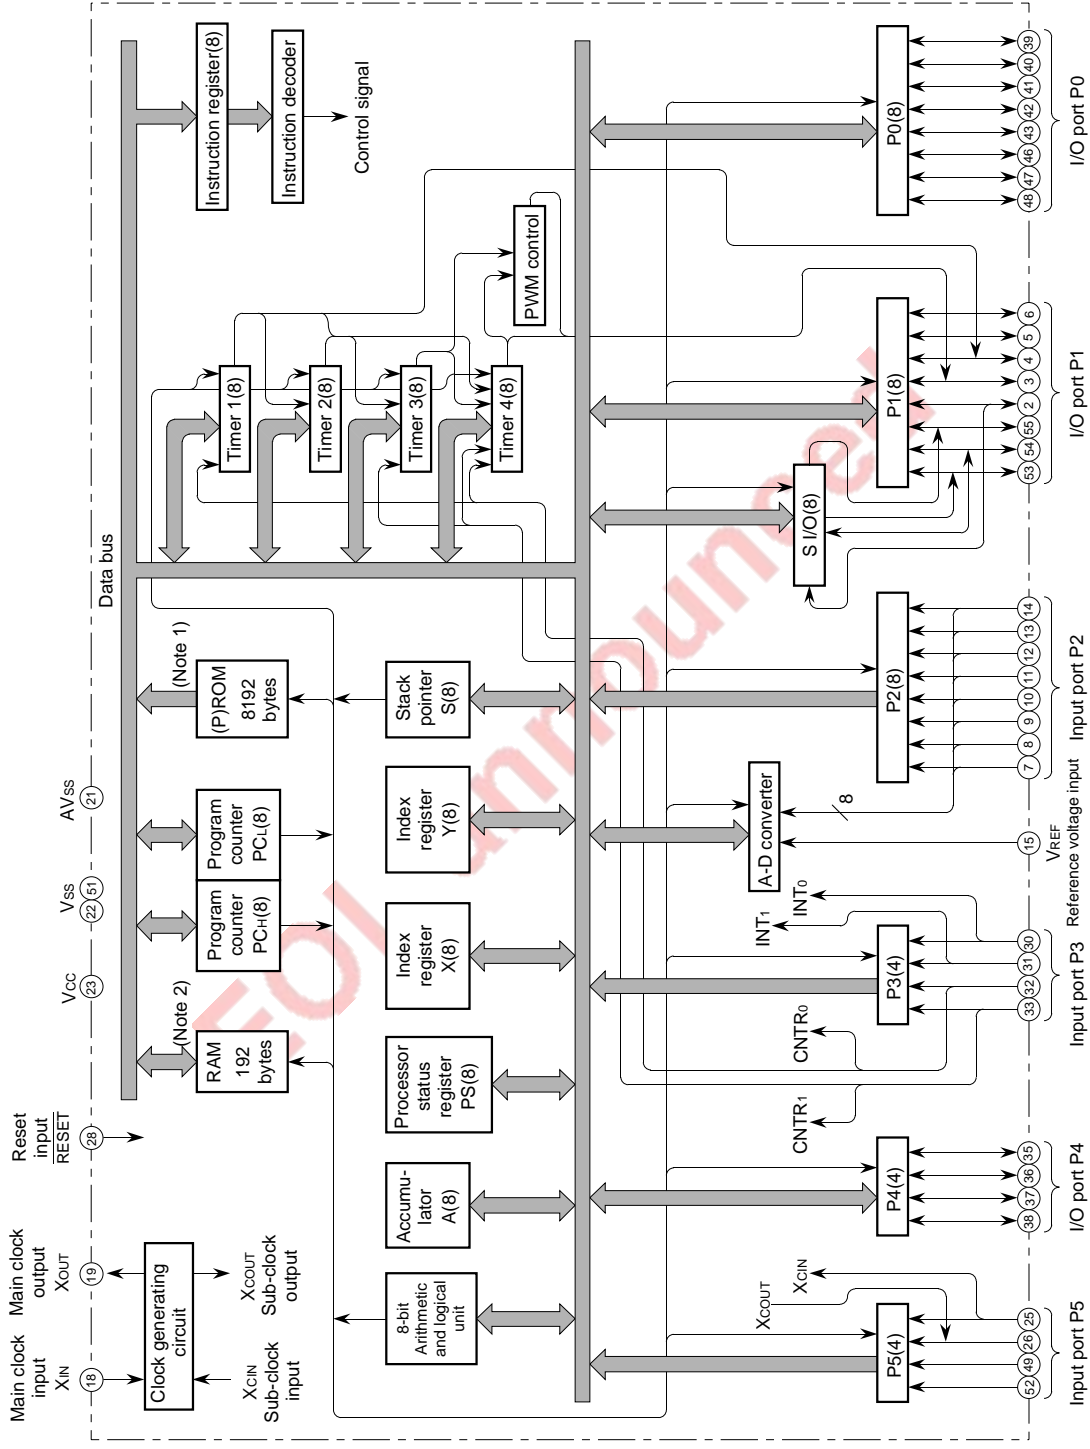 Main clock
input
XIN
18
Main clock
output
XOUT
19
Reset
input
RESET
28
VCC
23
VSS
22
51
AVSS
21
Data bus
Clock generating
circuit
XCIN
Sub-clock
input
XCOUT
Sub-clock
output
RAM
192
bytes
(Note 2)
Program
counter
PCH(8)
Program
counter
PCL(8)
(P)ROM
8192
bytes
(Note 1)
Timer 1(8)
Timer 2(8)
Timer 3(8)
Timer 4(8)
PWM control
Instruction register(8)
Instruction decoder
Control signal
8-bit
Arithmetic
and logical
unit
Accumu-
lator
A(8)
Processor
status
register
PS(8)
Index
register
X(8)
Index
register
Y(8)
Stack
pointer
S(8)
XCOUT
XCIN
CNTR1
CNTR0
INT1
INT0
A-D converter
8
S I/O(8)
P5(4)
P4(4)
P3(4)
P2(8)
P1(8)
P0(8)
52
49
26
25
38
37
36
35
33
32
31
30
15
7
8
9
10
11
12
13
14
53
54
55
2
3
4
5
6
48
47
46
43
42
41
40
39
Input port P5
I/O port P4
Input port P3
VREF
Reference voltage input
Input port P2
I/O port P1
I/O port P0
EOL announced